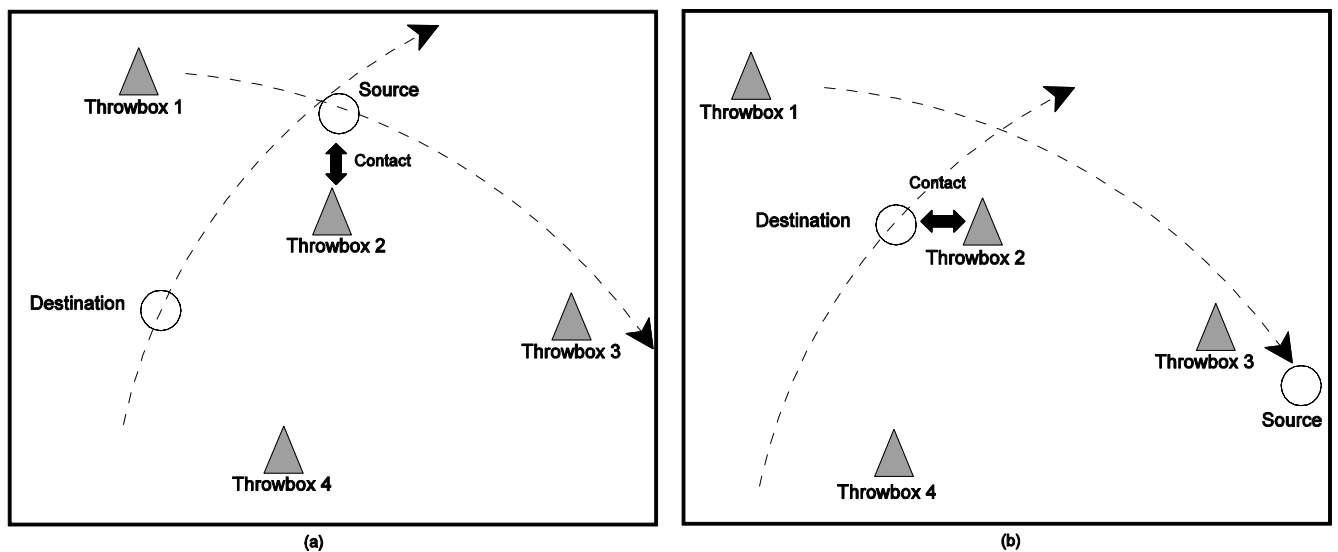 Throwbox 1
Source
Contact
Throwbox 2
Destination
Throwbox 3
Throwbox 4
(a)
Throwbox 1
Contact
Destination
Throwbox 2
Throwbox 3
Source
Throwbox 4
(b)